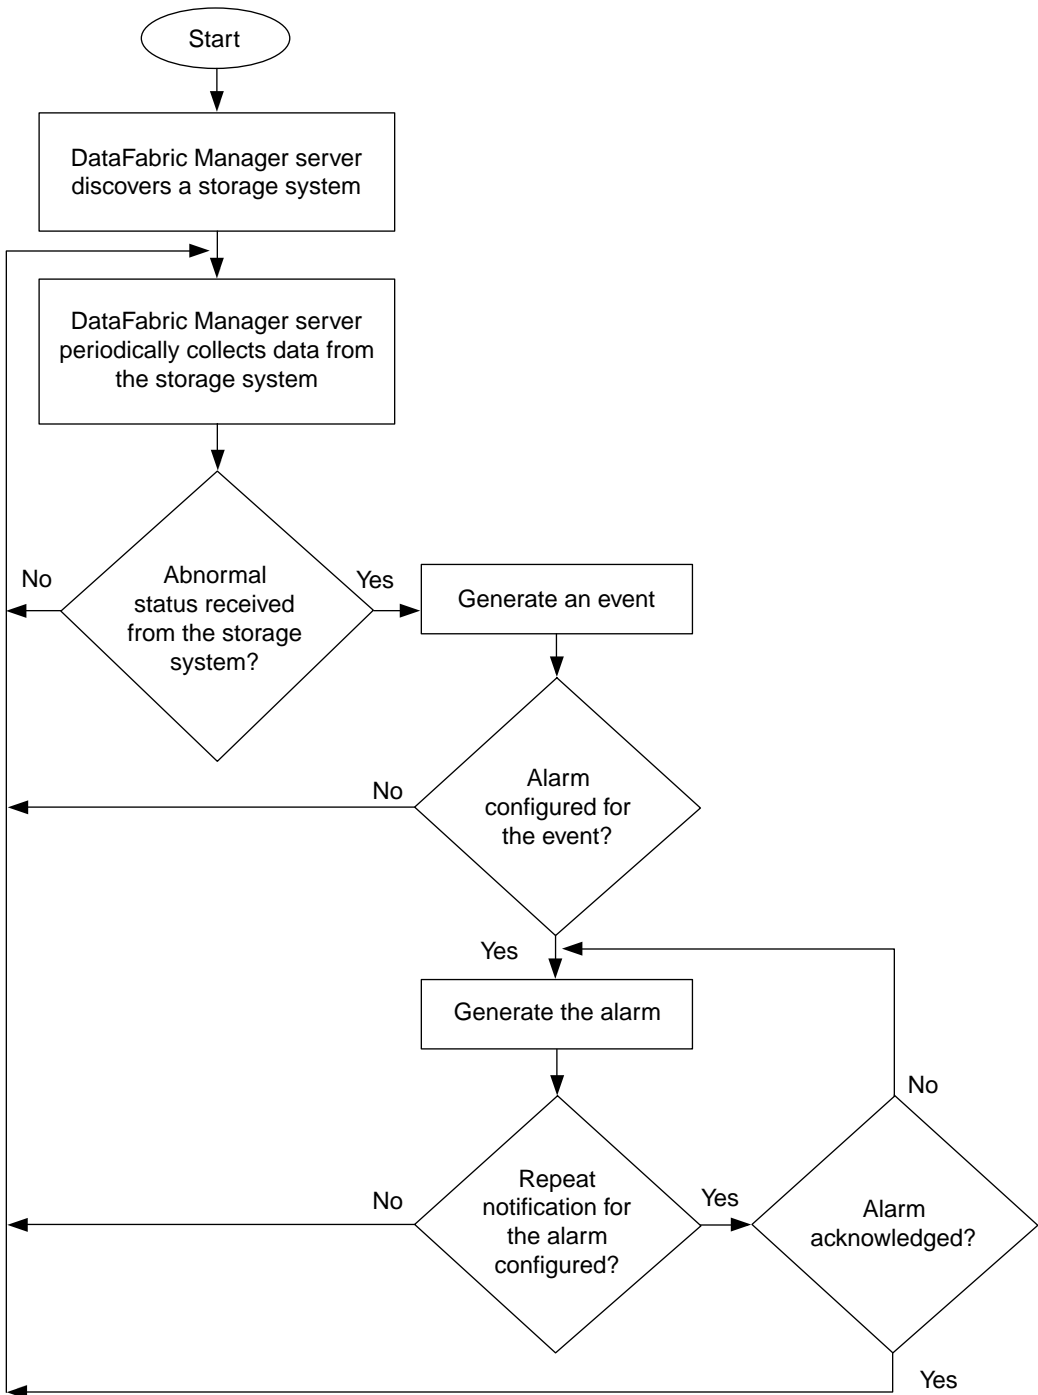 Start
DataFabric Manager server
discovers a storage system
DataFabric Manager server
periodically collects data from
the storage system
No
Abnormal
status received
from the storage
system?
Yes
Generate an event
No
Alarm
configured for
the event?
Yes
Generate the alarm
No
Repeat
notification for
the alarm
configured?
Yes
No
Alarm
acknowledged?
Yes